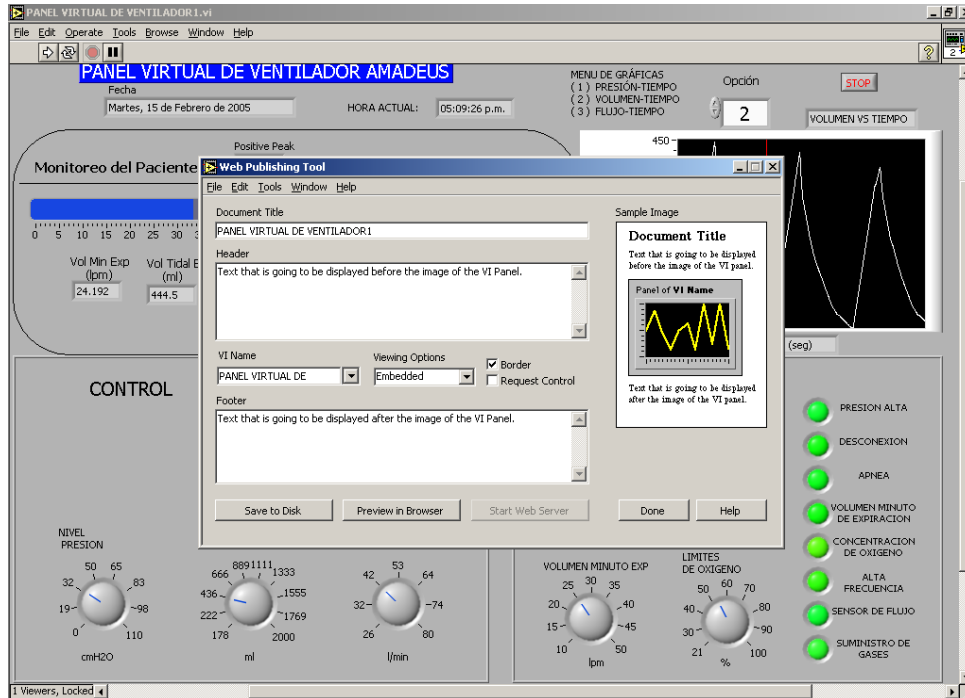 PANEL VIRTUAL DE VENTILADOR1.vi
File Edit Operate Tools Browse Window Help
2
PANEL VIRTUAL DE VENTILADOR AMADEUS
Fecha
Martes, 15 de Febrero de 2005
HORA ACTUAL: 05:09:26 p.m.
MENU DE GRÁFICAS
( 1 ) PRESIÓN-TIEMPO
( 2 ) VOLUMEN-TIEMPO
( 3 ) FLUJO-TIEMPO
Opción
2
STOP
VOLUMEN VS TIEMPO
450
Positive Peak
Monitoreo del Paciente
0 5 10 15 20 25 30
Vol Min Exp
(lpm)
24.192
Vol Tidal E
(ml)
444.5
(seg)
Web Publishing Tool
File Edit Tools Window Help
Document Title
PANEL VIRTUAL DE VENTILADOR1
Header
Text that is going to be displayed before the image of the VI Panel.
VI Name
PANEL VIRTUAL DE
Viewing Options
Embedded
Border
Request Control
Footer
Text that is going to be displayed after the image of the VI Panel.
Save to Disk
Preview in Browser
Start Web Server
Done
Help
Sample Image
Document Title
Text that is going to be displayed
before the image of the VI panel.
Panel of VI Name
Text that is going to be displayed
after the image of the VI panel.
CONTROL
NIVEL
PRESION
0 19 32 50 65 83 98 110
cmH2O
178 222 436 666 889 1111 1333 1555 1769 2000
ml
26 32 42 53 64 74 80
l/min
VOLUMEN MINUTO EXP
10 15 20 25 30 35 40 45 50
lpm
LIMITES
DE OXIGENO
21 30 40 50 60 70 80 90 100
%
PRESION ALTA
DESCONEXION
APNEA
VOLUMEN MINUTO
DE EXPIRACION
CONCENTRACION
DE OXIGENO
ALTA
FRECUENCIA
SENSOR DE FLUJO
SUMINISTRO DE
GASES
1 Viewers, Locked